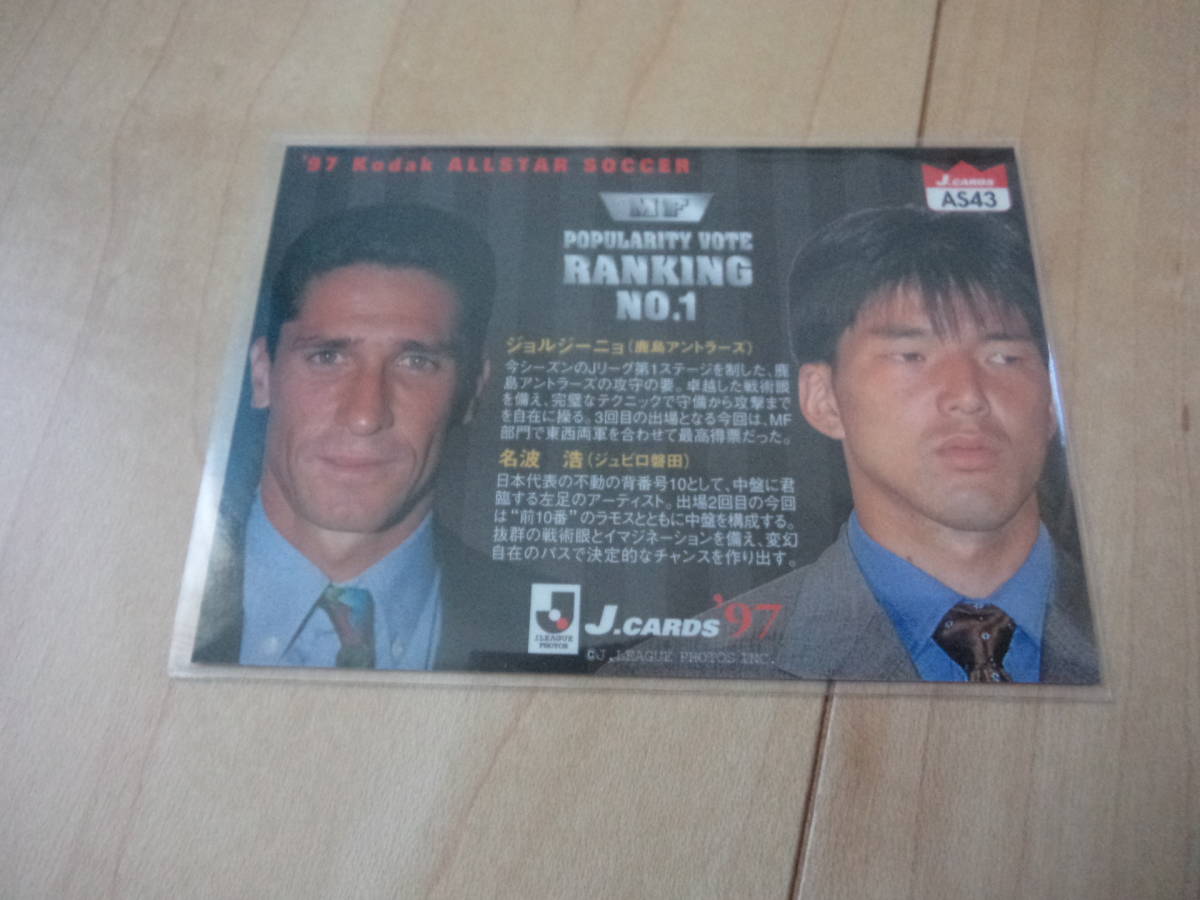 '97 Kodak ALLSTAR SOCCER
J.CARDS
AS43
MF
POPULARITY VOTE
RANKING
NO.1
ジョルジーニョ(鹿島アントラーズ)
今シーズンのJリーグ第1ステージを制した、鹿
島アントラーズの攻守の要。卓越した戦術眼
を備え、完璧なテクニックで守備から攻撃まで
を自在に操る。3回目の出場となる今回は、MF
部門で東西両軍を合わせて最高得票だった。
名波 浩(ジュビロ磐田)
日本代表の不動の背番号10として、中盤に君
臨する左足のアーティスト。出場2回目の今回
は“前10番”のラモスとともに中盤を構成する。
抜群の戦術眼とイマジネーションを備え、変幻
自在のパスで決定的なチャンスを作り出す。
J.LEAGUE
PHOTOS
J.CARDS '97
©J.LEAGUE PHOTOS INC.